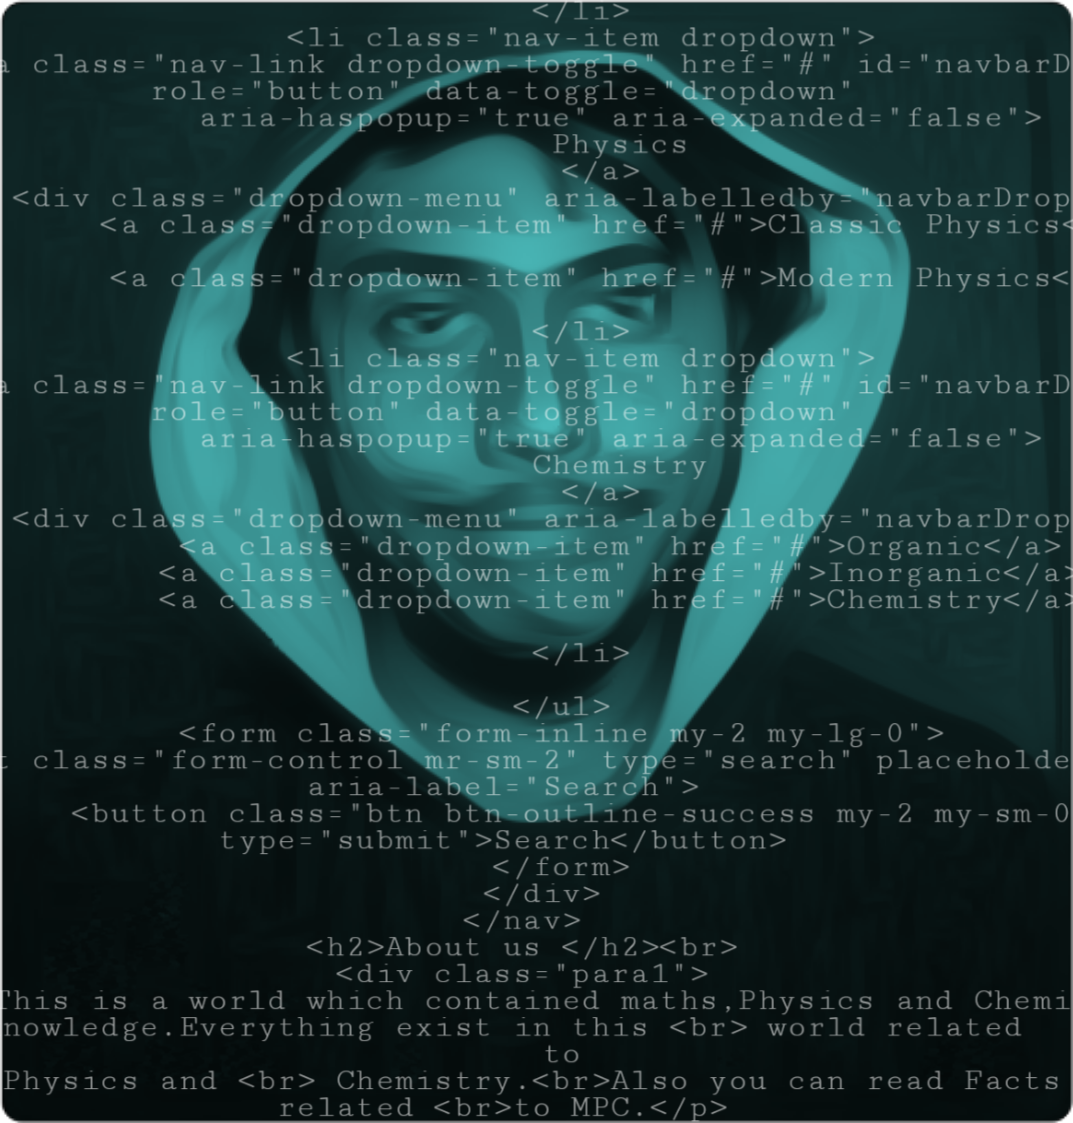 </li>
<li class="nav-item dropdown">
a class="nav-link dropdown-toggle" href="#" id="navbarD
role="button" data-toggle="dropdown"
aria-haspopup="true" aria-expanded="false">
Physics
</a>
<div class="dropdown-menu" aria-labelledby="navbarDrop
<a class="dropdown-item" href="#">Classic Physics<
<a class="dropdown-item" href="#">Modern Physics<
</li>
<li class="nav-item dropdown">
a class="nav-link dropdown-toggle" href="#" id="navbarD
role="button" data-toggle="dropdown"
aria-haspopup="true" aria-expanded="false">
Chemistry
</a>
<div class="dropdown-menu" aria-labelledby="navbarDrop
<a class="dropdown-item" href="#">Organic</a>
<a class="dropdown-item" href="#">Inorganic</a>
<a class="dropdown-item" href="#">Chemistry</a>
</li>
</ul>
<form class="form-inline my-2 my-lg-0">
t class="form-control mr-sm-2" type="search" placeholde
aria-label="Search">
<button class="btn btn-outline-success my-2 my-sm-0
type="submit">Search</button>
</form>
</div>
</nav>
<h2>About us </h2><br>
<div class="para1">
This is a world which contained maths,Physics and Chemi
nowledge.Everything exist in this <br> world related
to
Physics and <br> Chemistry.<br>Also you can read Facts
related <br>to MPC.</p>